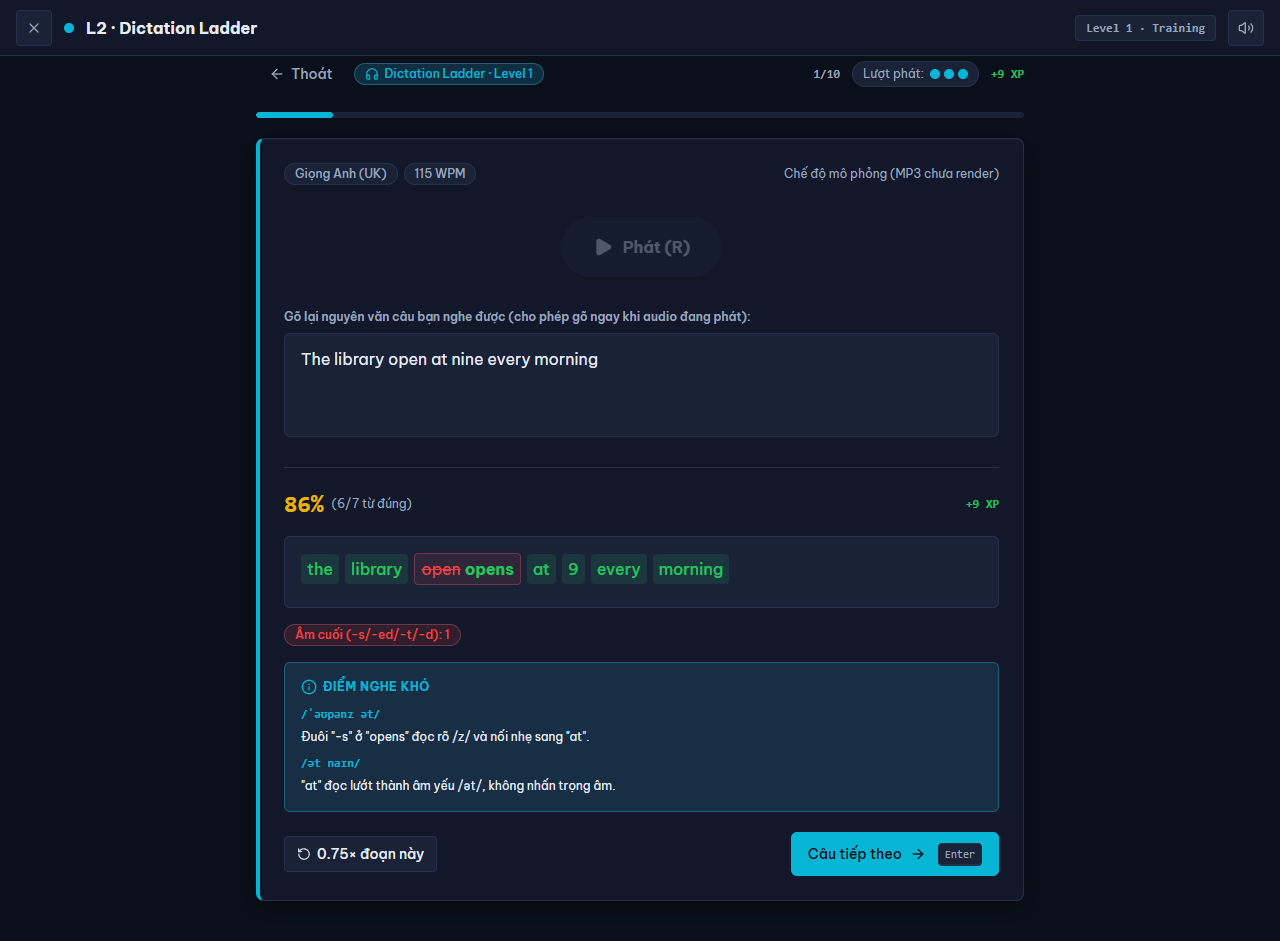 L2 · Dictation Ladder
Level 1 · Training
Thoát
Dictation Ladder · Level 1
1/10
Lượt phát:
+9 XP
Giọng Anh (UK)
115 WPM
Chế độ mô phỏng (MP3 chưa render)
Phát (R)
Gõ lại nguyên văn câu bạn nghe được (cho phép gõ ngay khi audio đang phát):
The library open at nine every morning
86% (6/7 từ đúng)
+9 XP
the library open opens at 9 every morning
Âm cuối (-s/-ed/-t/-d): 1
ĐIỂM NGHE KHÓ
/ˈəʊpənz ət/
Đuôi "-s" ở "opens" đọc rõ /z/ và nối nhẹ sang "at".
/ət naɪn/
"at" đọc lướt thành âm yếu /ət/, không nhấn trọng âm.
0.75× đoạn này
Câu tiếp theo → Enter